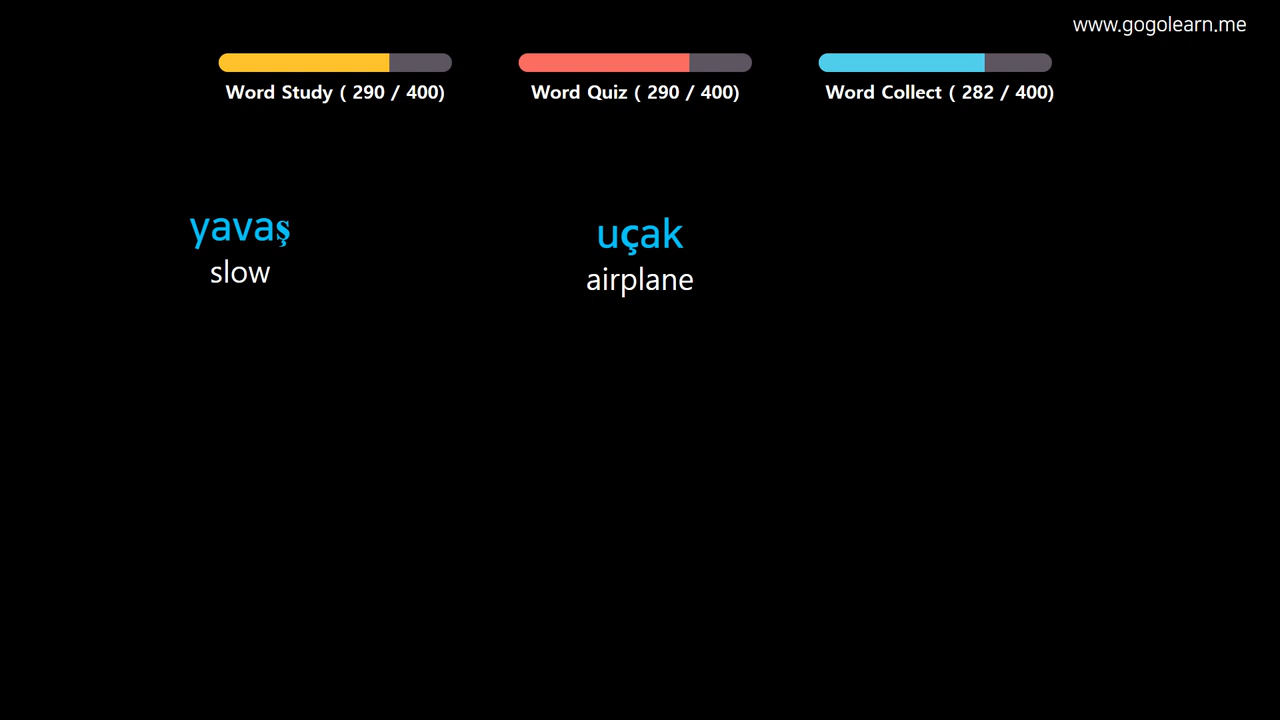 www.gogolearn.me
Word Study ( 290 / 400)
Word Quiz ( 290 / 400)
Word Collect ( 282 / 400)
yavaş
slow
uçak
airplane